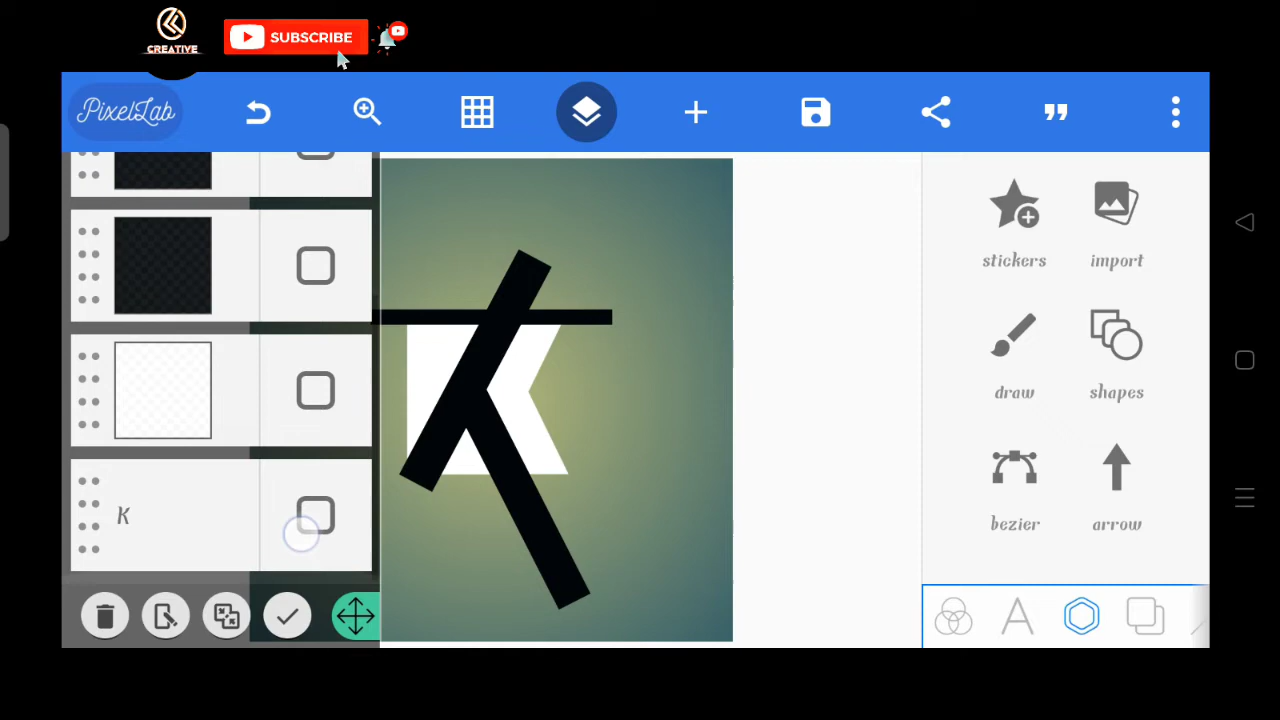 CREATIVE
SUBSCRIBE
PixelLab
stickers
import
draw
shapes
K
bezier
arrow